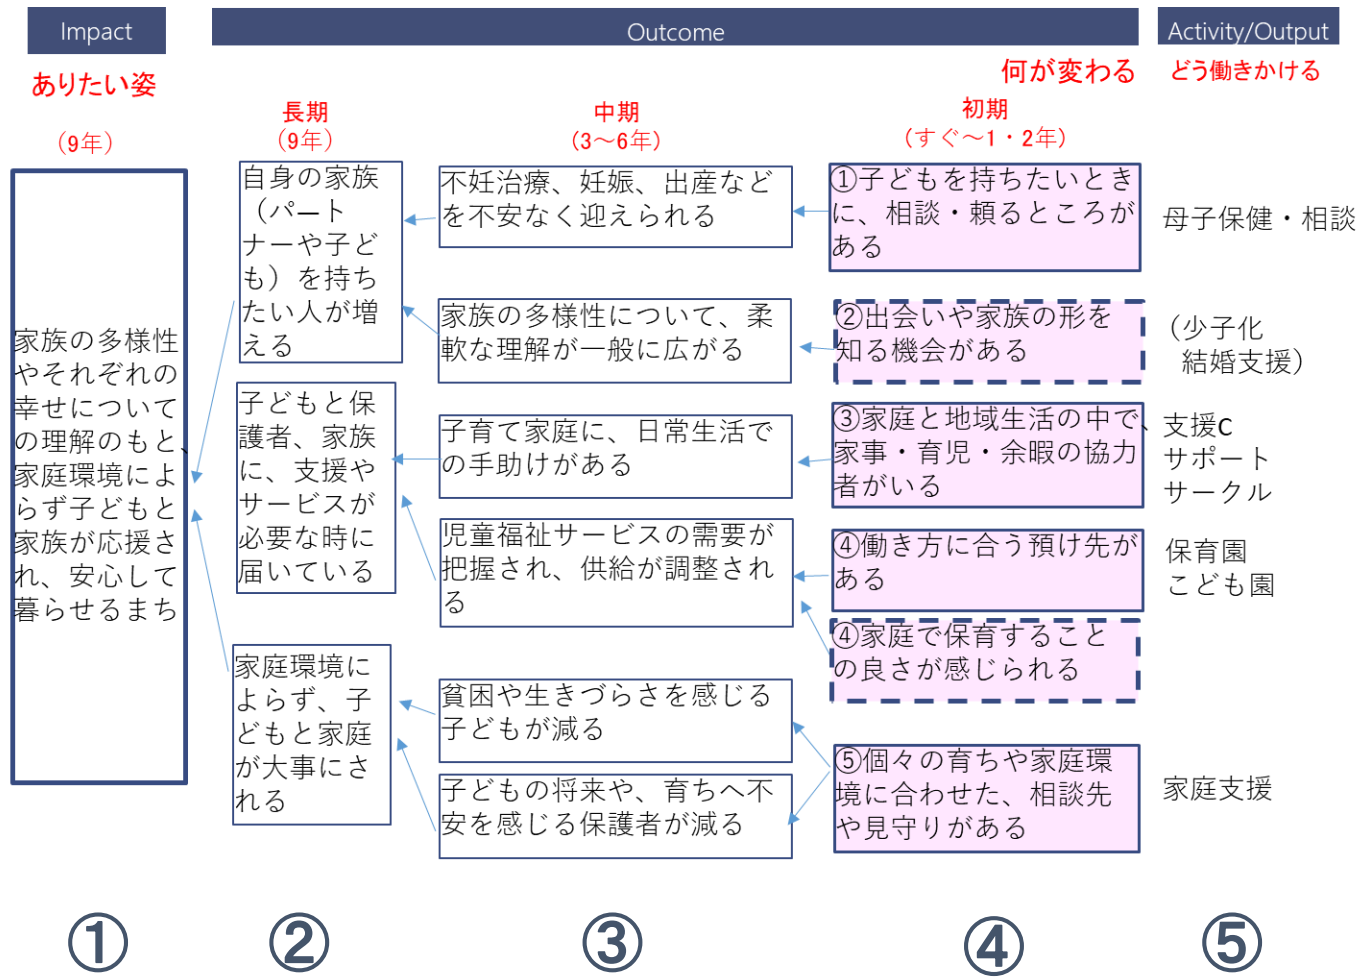 Impact
Outcome
Activity/Output
ありたい姿
何が変わる
どう働きかける
(9年)
長期
(9年)
中期
(3～6年)
初期
(すぐ～1・2年)
家族の多様性
やそれぞれの
幸せについて
の理解のもと、
家庭環境によ
らず子どもと
家族が応援さ
れ、安心して
暮らせるまち
自身の家族
（パート
ナーや子ど
も）を持ち
たい人が増
える
子どもと保
護者、家族
に、支援や
サービスが
必要な時に
届いている
家庭環境に
よらず、子
どもと家庭
が大事にさ
れる
不妊治療、妊娠、出産など
を不安なく迎えられる
家族の多様性について、柔
軟な理解が一般に広がる
子育て家庭に、日常生活で
の手助けがある
児童福祉サービスの需要が
把握され、供給が調整され
る
貧困や生きづらさを感じる
子どもが減る
子どもの将来や、育ちへ不
安を感じる保護者が減る
①子どもを持ちたいとき
に、相談・頼るところが
ある
②出会いや家族の形を
知る機会がある
③家庭と地域生活の中で、
家事・育児・余暇の協力
者がいる
④働き方に合う預け先が
ある
④家庭で保育すること
の良さが感じられる
⑤個々の育ちや家庭環
境に合わせた、相談先
や見守りがある
母子保健・相談
（少子化
結婚支援）
支援c
サポート
サークル
保育園
こども園
家庭支援
①
②
③
④
⑤